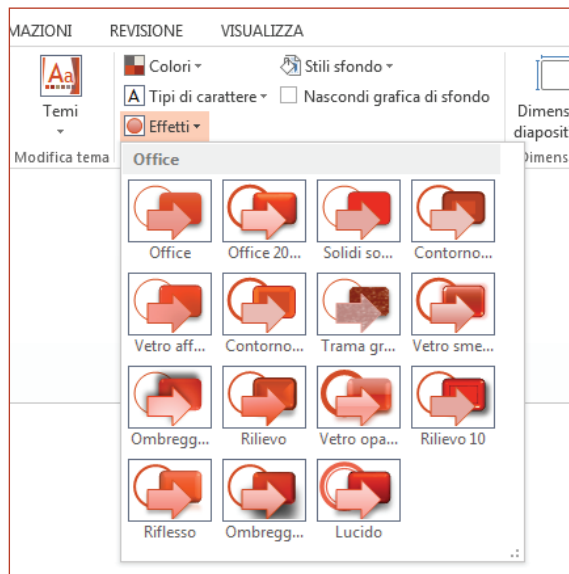 MAZIONI REVISIONE VISUALIZZA
Aa
Temi
Modifica tema
Colori
A Tipi di carattere
Effetti
Stili sfondo
Nascondi grafica di sfondo
Dimens
diaposit
Dimens
Office
Office Office 20... Solidi so... Contorno...
Vetro aff... Contorno... Trama gr... Vetro sme...
Ombregg... Rilievo Vetro opa... Rilievo 10
Riflesso Ombregg... Lucido